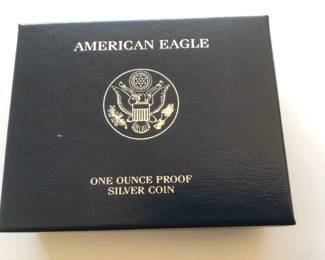 AMERICAN EAGLE
ONE OUNCE PROOF
SILVER COIN